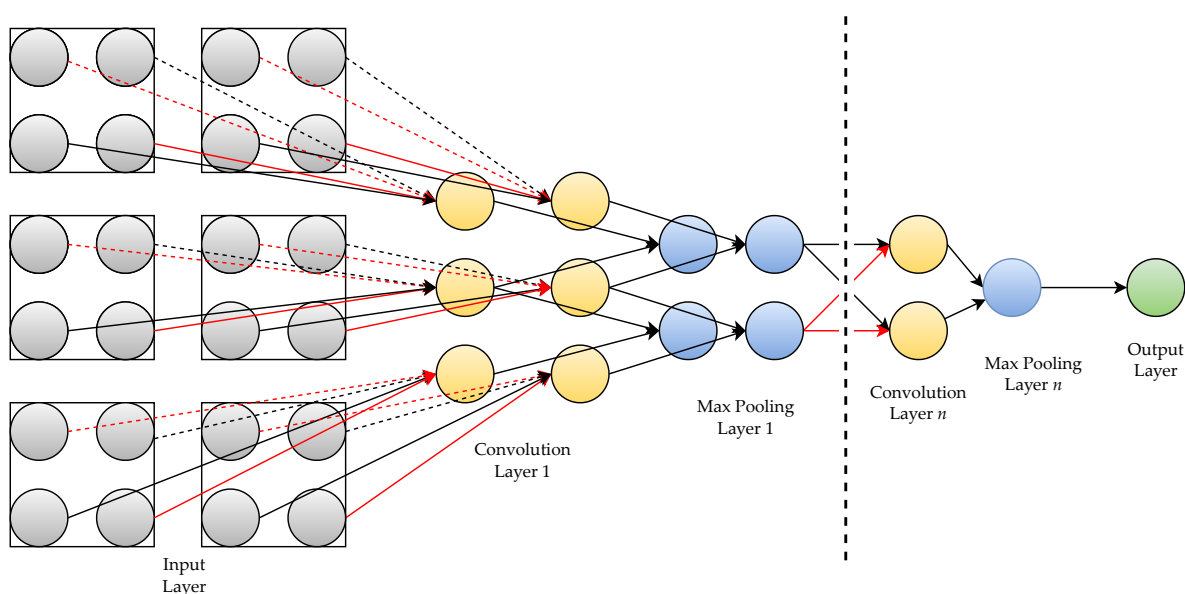 Input
Layer
Convolution
Layer 1
Max Pooling
Layer 1
Convolution
Layer n
Max Pooling
Layer n
Output
Layer